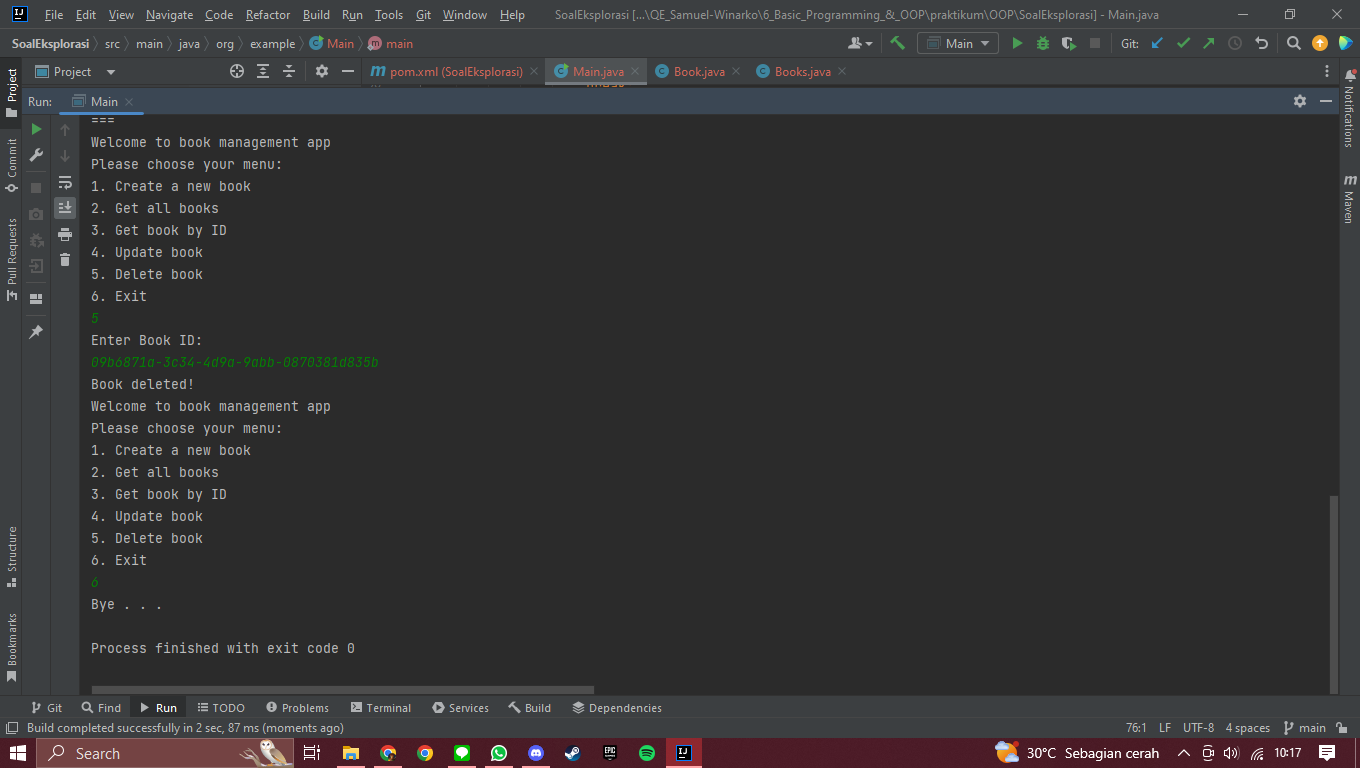 File Edit View Navigate Code Refactor Build Run Tools Git Window Help SoalEksplorasi [...\QE_Samuel-Winarko\6_Basic_Programming_&_OOP\praktikum\OOP\SoalEksplorasi] - Main.java
SoalEksplorasi src main java org example Main main Main Git:
Project pom.xml (SoalEksplorasi) Main.java Book.java Books.java
Run: Main
===
Welcome to book management app
Please choose your menu:
1. Create a new book
2. Get all books
3. Get book by ID
4. Update book
5. Delete book
6. Exit
5
Enter Book ID:
09b6871a-3c34-4d9a-9abb-0870381d835b
Book deleted!
Welcome to book management app
Please choose your menu:
1. Create a new book
2. Get all books
3. Get book by ID
4. Update book
5. Delete book
6. Exit
6
Bye . . .
Process finished with exit code 0
Project
Commit
Pull Requests
Structure
Bookmarks
Notifications
Maven
Git Find Run TODO Problems Terminal Services Build Dependencies
Build completed successfully in 2 sec, 87 ms (moments ago) 76:1 LF UTF-8 4 spaces main
Search 30°C Sebagian cerah 10:17